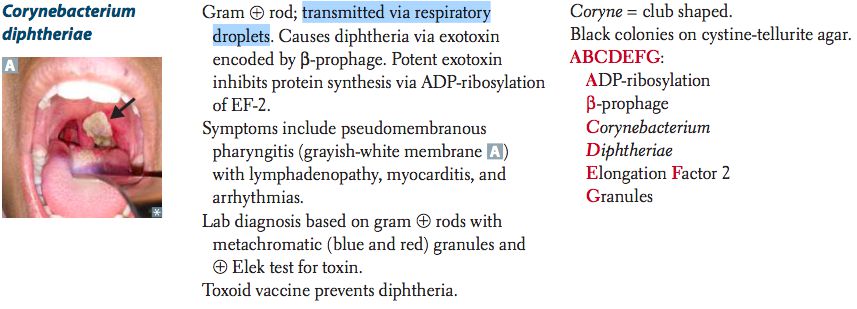 Corynebacterium
diphtheriae
A
*
Gram ⊕ rod; transmitted via respiratory
droplets. Causes diphtheria via exotoxin
encoded by β-prophage. Potent exotoxin
inhibits protein synthesis via ADP-ribosylation
of EF-2.
Symptoms include pseudomembranous
pharyngitis (grayish-white membrane A)
with lymphadenopathy, myocarditis, and
arrhythmias.
Lab diagnosis based on gram ⊕ rods with
metachromatic (blue and red) granules and
⊕ Elek test for toxin.
Toxoid vaccine prevents diphtheria.
Coryne = club shaped.
Black colonies on cystine-tellurite agar.
ABCDEFG:
ADP-ribosylation
β-prophage
Corynebacterium
Diphtheriae
Elongation Factor 2
Granules